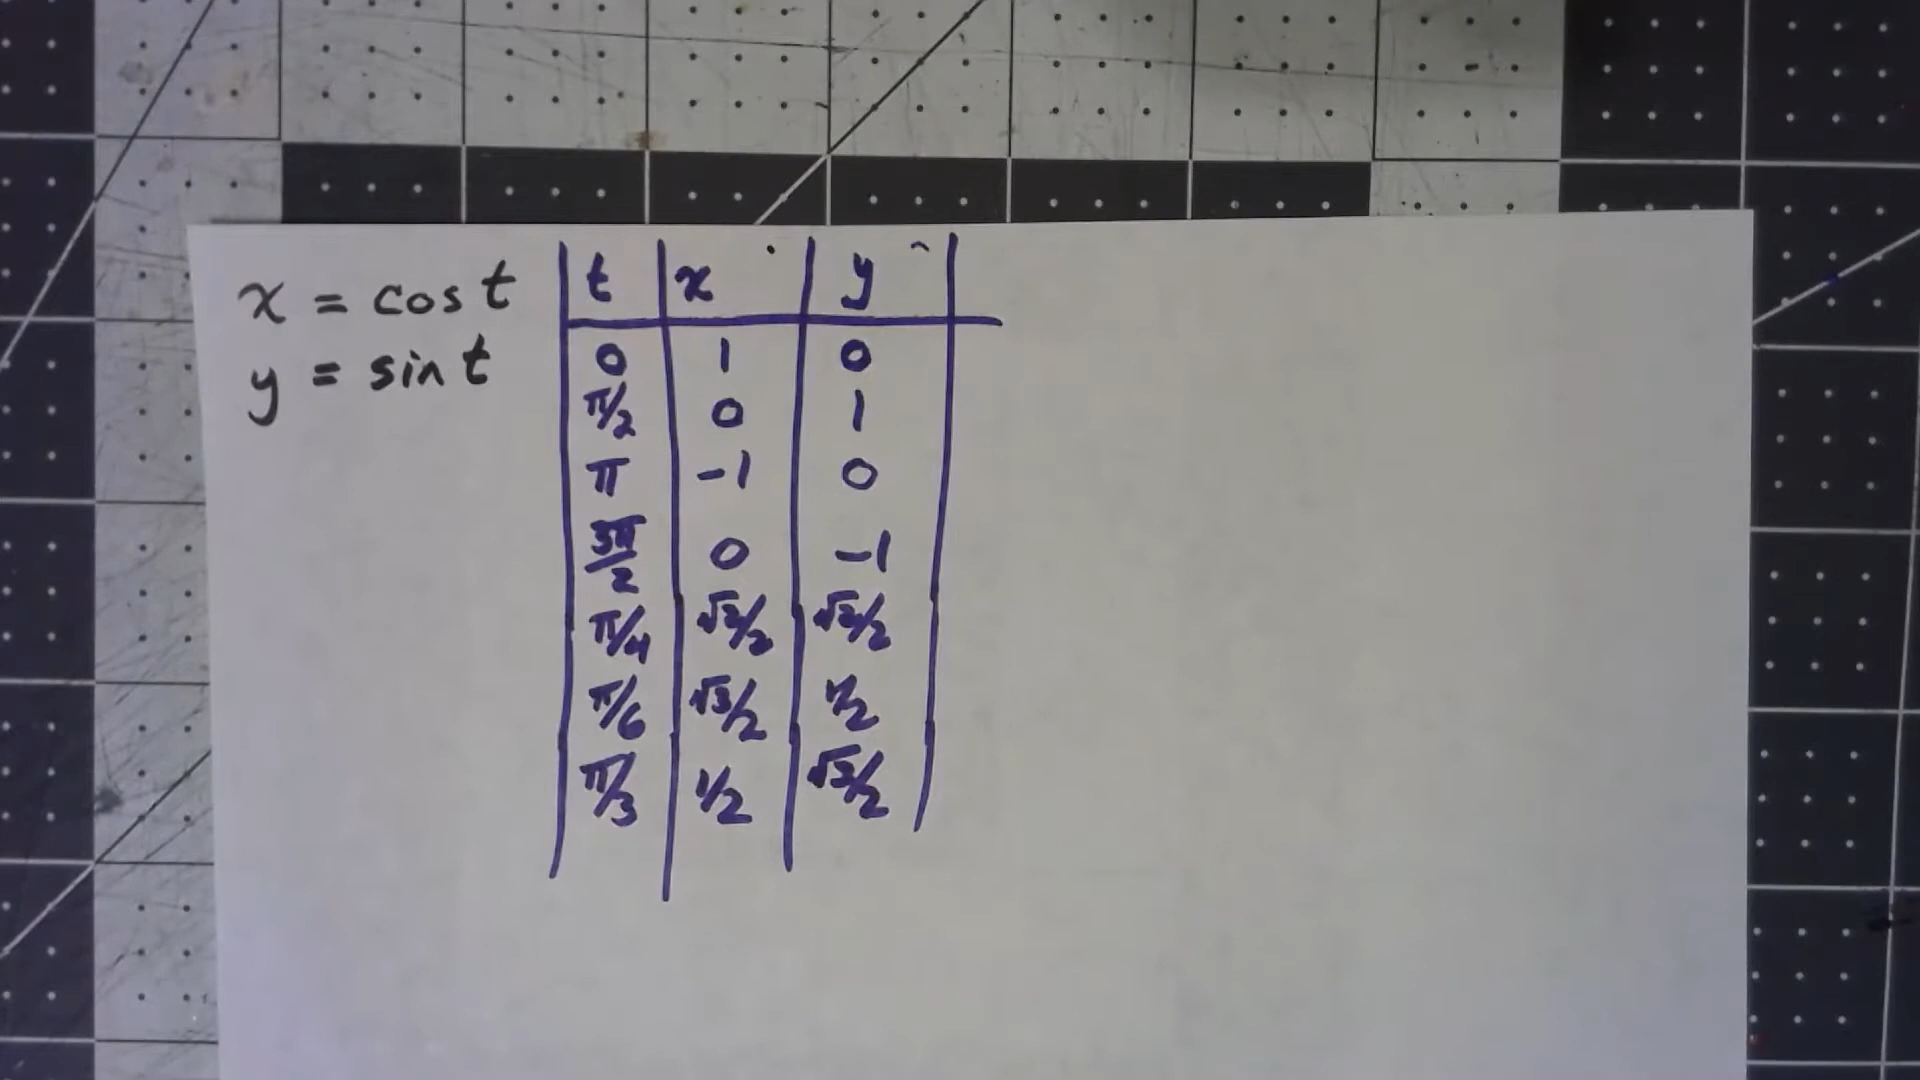 x = cos t
y = sin t
t x y
0 1 0
π/2 0 1
π -1 0
3π/2 0 -1
π/4 √2/2 √2/2
π/6 √3/2 1/2
π/3 1/2 √3/2